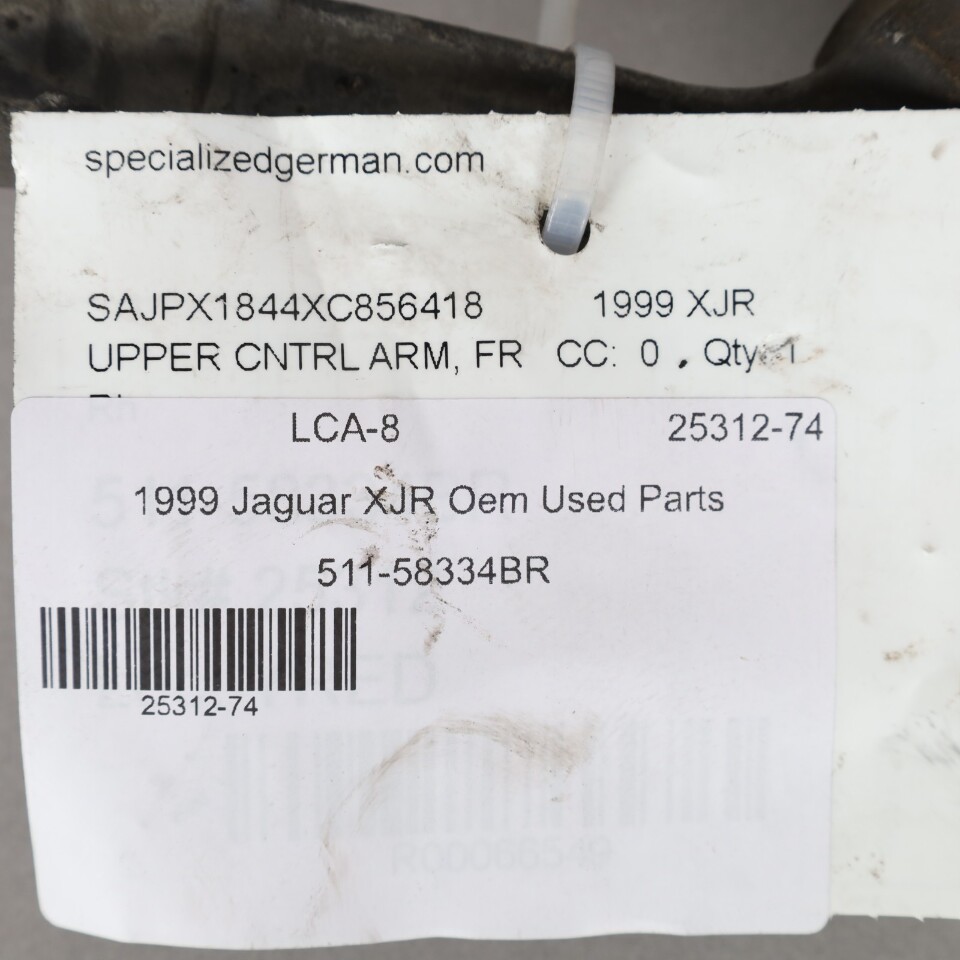 specializedgerman.com
SAJPX1844XC856418 1999 XJR
UPPER CNTRL ARM, FR CC: 0 , Qty: 1
LCA-8 25312-74
1999 Jaguar XJR Oem Used Parts
511-58334BR
25312-74